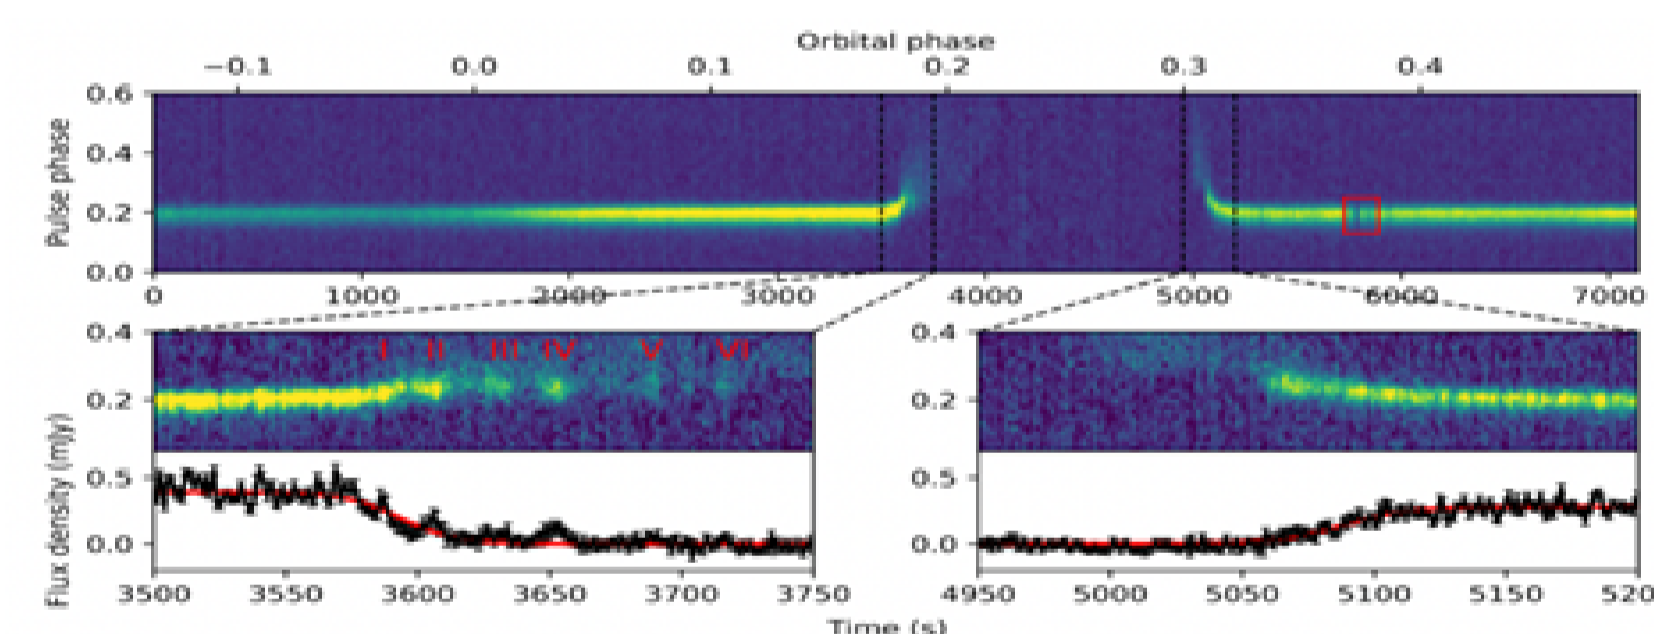 Orbital phase
−0.1 0.0 0.1 0.2 0.3 0.4
Pulse phase
0.6
0.4
0.2
0.0
0 1000 2000 3000 4000 5000 6000 7000
0.4
0.2
I II III IV V VI
0.4
0.2
Flux density (mJy)
0.5
0.0
3500 3550 3600 3650 3700 3750
0.5
0.0
4950 5000 5050 5100 5150 520
Time (s)